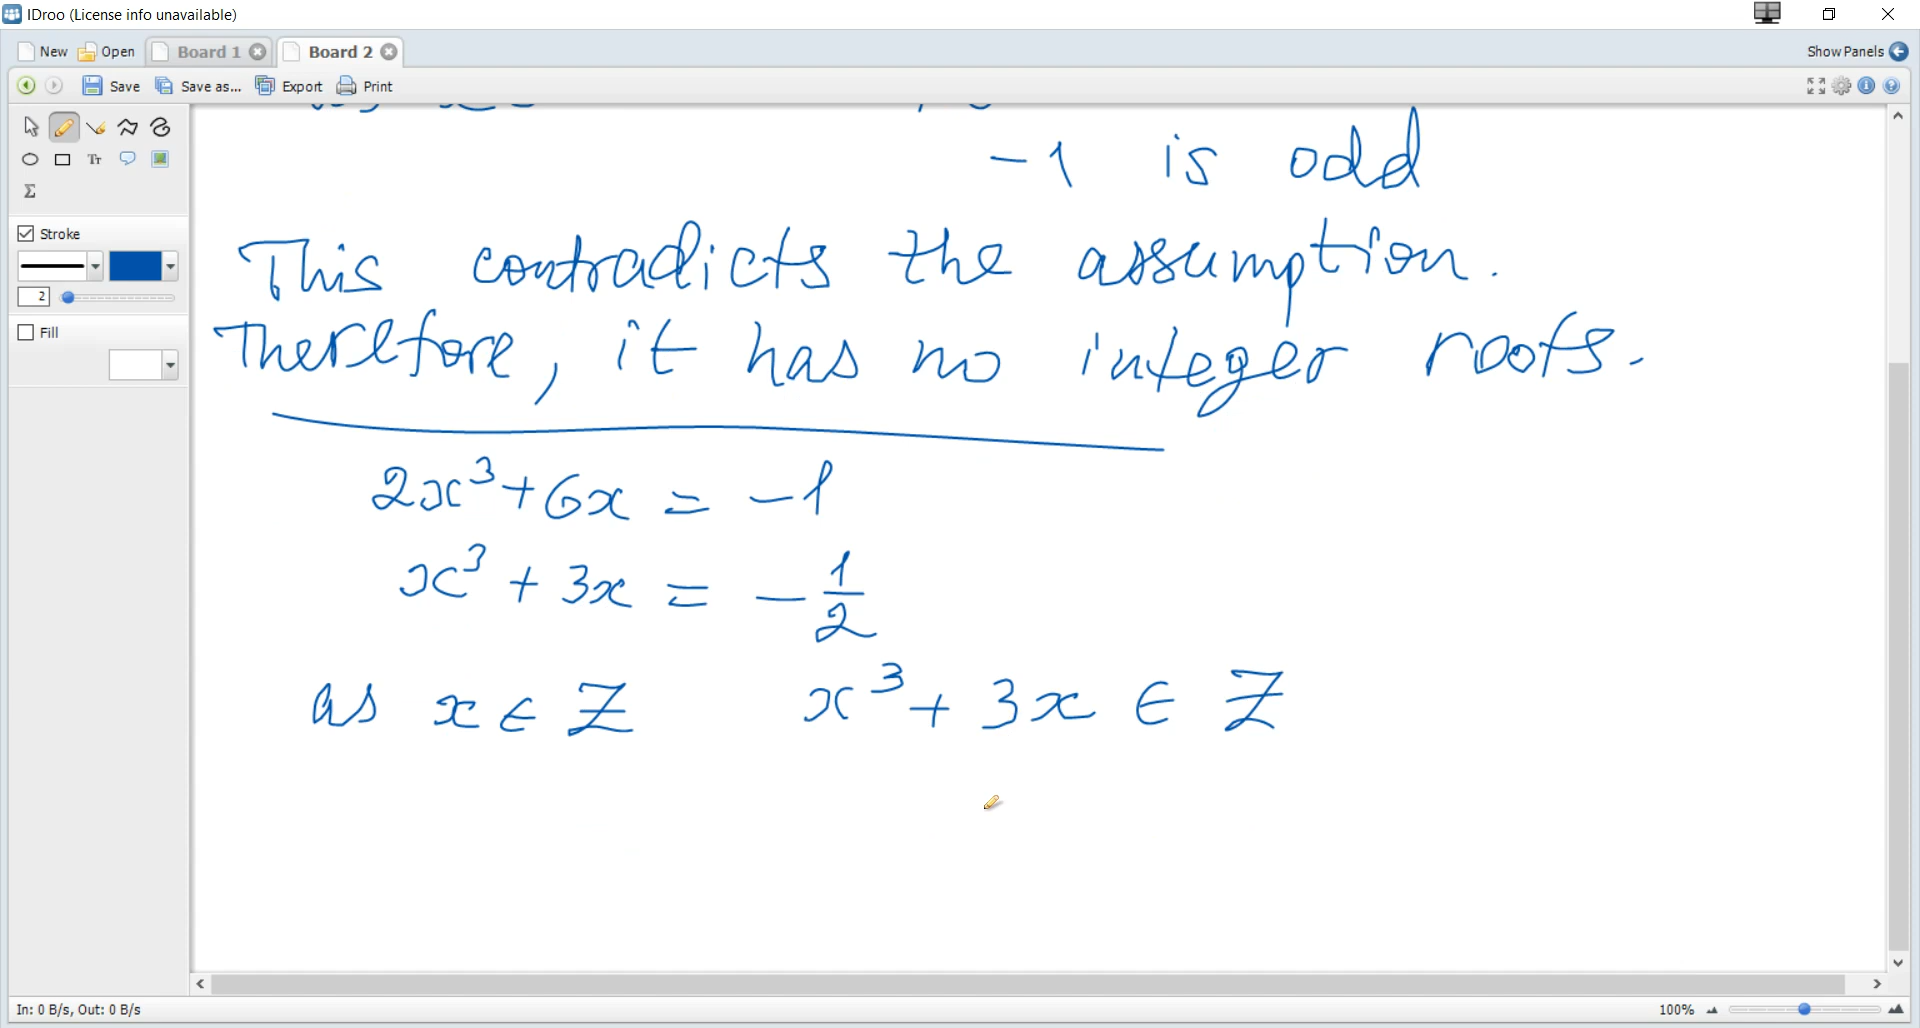 IDroo (License info unavailable)
New Open Board 1 Board 2 Show Panels
Save Save as... Export Print
Tт
Σ
Stroke
2
Fill
-1 is odd
This contradicts the assumption.
Therefore, it has no integer roots.
2x³+6x = -1
x³ + 3x = -1/2
as x ∈ ℤ x³ + 3x ∈ ℤ
In: 0 B/s, Out: 0 B/s 100%